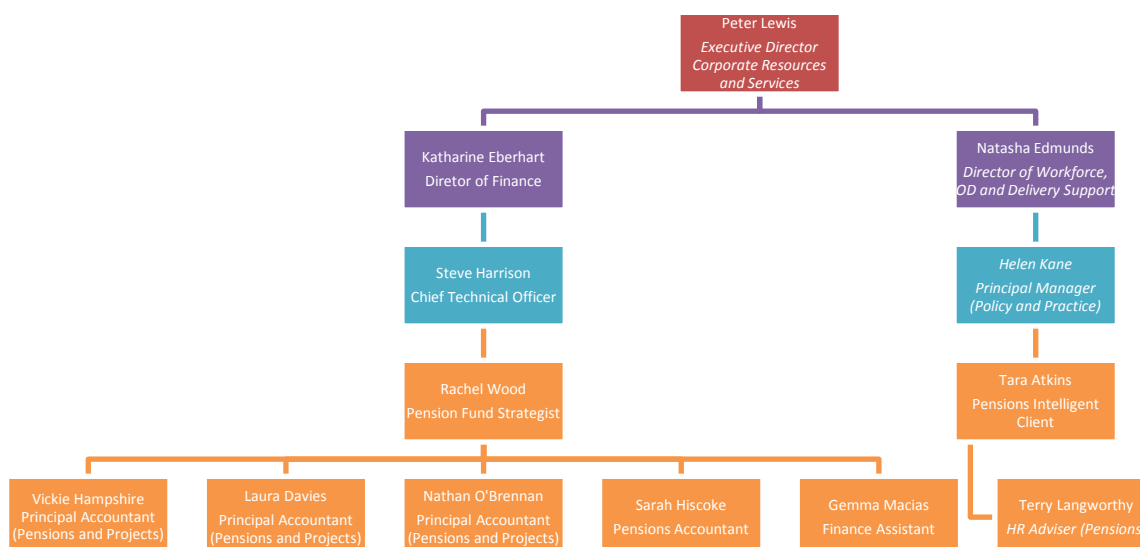 Peter Lewis
Executive Director
Corporate Resources
and Services
Katharine Eberhart
Diretor of Finance
Natasha Edmunds
Director of Workforce,
OD and Delivery Support
Steve Harrison
Chief Technical Officer
Helen Kane
Principal Manager
(Policy and Practice)
Rachel Wood
Pension Fund Strategist
Tara Atkins
Pensions Intelligent
Client
Vickie Hampshire
Principal Accountant
(Pensions and Projects)
Laura Davies
Principal Accountant
(Pensions and Projects)
Nathan O'Brennan
Principal Accountant
(Pensions and Projects)
Sarah Hiscoke
Pensions Accountant
Gemma Macias
Finance Assistant
Terry Langworthy
HR Adviser (Pensions